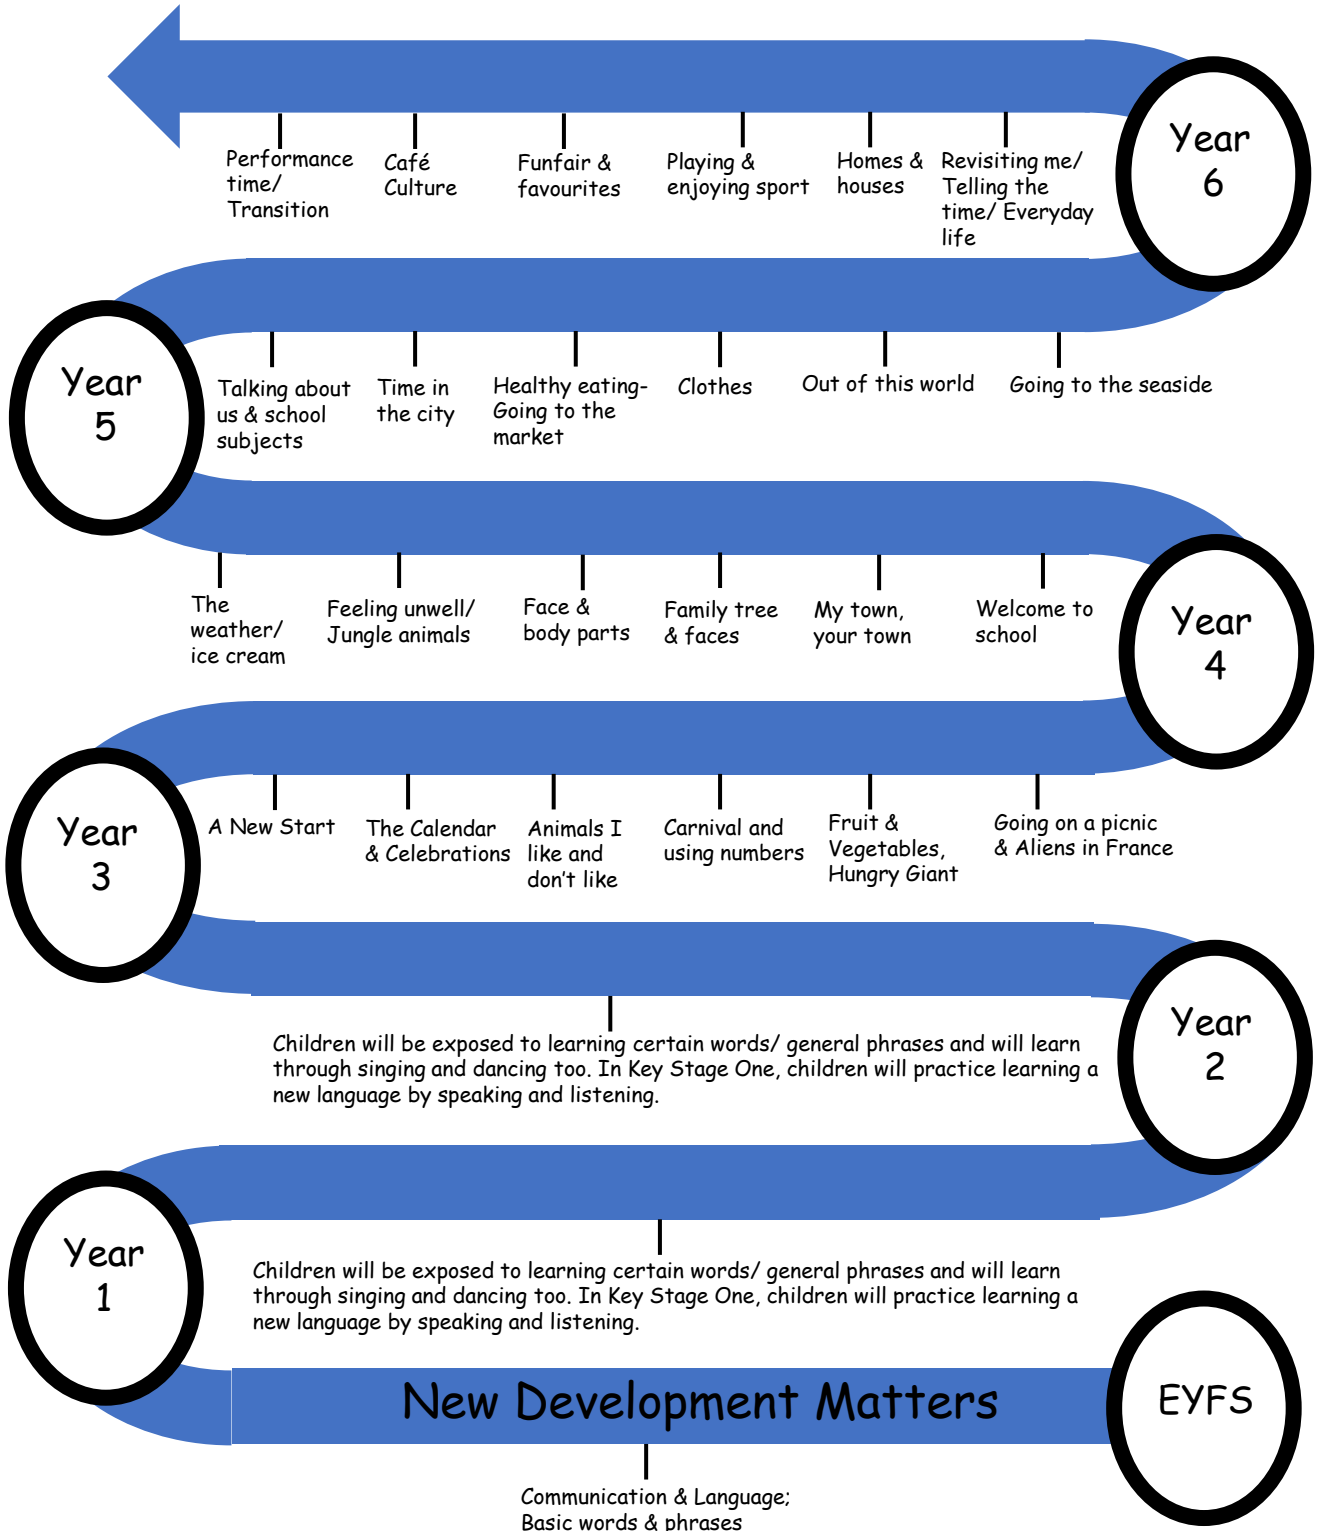 Year
6
Performance
time/
Transition
Café
Culture
Funfair &
favourites
Playing &
enjoying sport
Homes &
houses
Revisiting me/
Telling the
time/ Everyday
life
Year
5
Talking about
us & school
subjects
Time in
the city
Healthy eating-
Going to the
market
Clothes
Out of this world
Going to the seaside
The
weather/
ice cream
Feeling unwell/
Jungle animals
Face &
body parts
Family tree
& faces
My town,
your town
Welcome to
school
Year
4
Year
3
A New Start
The Calendar
& Celebrations
Animals I
like and
don't like
Carnival and
using numbers
Fruit &
Vegetables,
Hungry Giant
Going on a picnic
& Aliens in France
Children will be exposed to learning certain words/ general phrases and will learn
through singing and dancing too. In Key Stage One, children will practice learning a
new language by speaking and listening.
Year
2
Year
1
Children will be exposed to learning certain words/ general phrases and will learn
through singing and dancing too. In Key Stage One, children will practice learning a
new language by speaking and listening.
New Development Matters
EYFS
Communication & Language;
Basic words & phrases